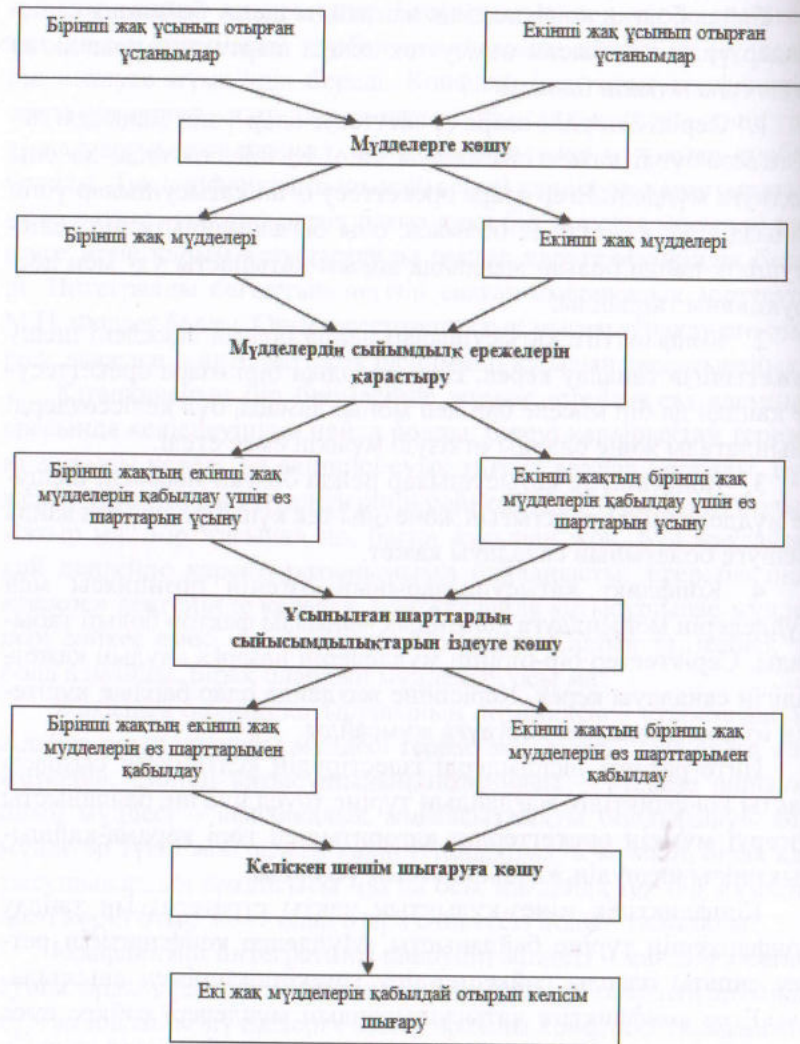 Бірінші жақ ұсынып отырған
ұстанымдар
Екінші жақ ұсынып отырған
ұстанымдар
Мүдделерге көшу
Бірінші жақ мүдделері
Екінші жақ мүдделері
Мүдделердің сыйымдылқ ережелерін
қарастыру
Бірінші жақтың екінші жақ
мүдделерін қабылдау үшін өз
шарттарын ұсыну
Екінші жақтың бірінші жақ
мүдделерін қабылдау үшін өз
шарттарын ұсыну
Ұсынылған шарттардың
сыйысымдылықтарын іздеуге көшу
Бірінші жақтың екінші жақ
мүдделерін өз шарттарымен
қабылдау
Екінші жақтың бірінші жақ
мүдделерін өз шарттарымен
қабылдау
Келіскен шешім шығаруға көшу
Екі жақ мүдделерін қабылдай отырып келісім
шығару